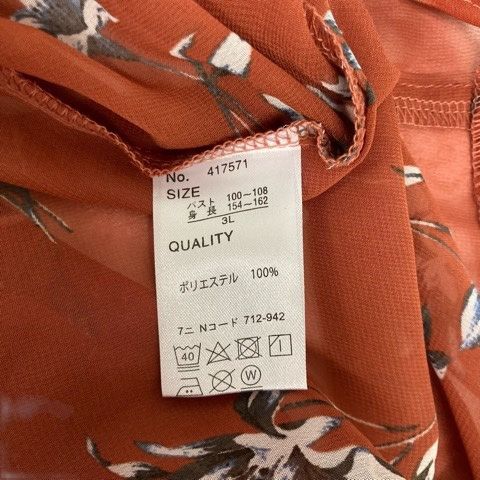 No. 417571
SIZE
バスト 100～108
身長 154～162
3L
QUALITY
ポリエステル 100%
7ニ Nコード 712-942
40
W